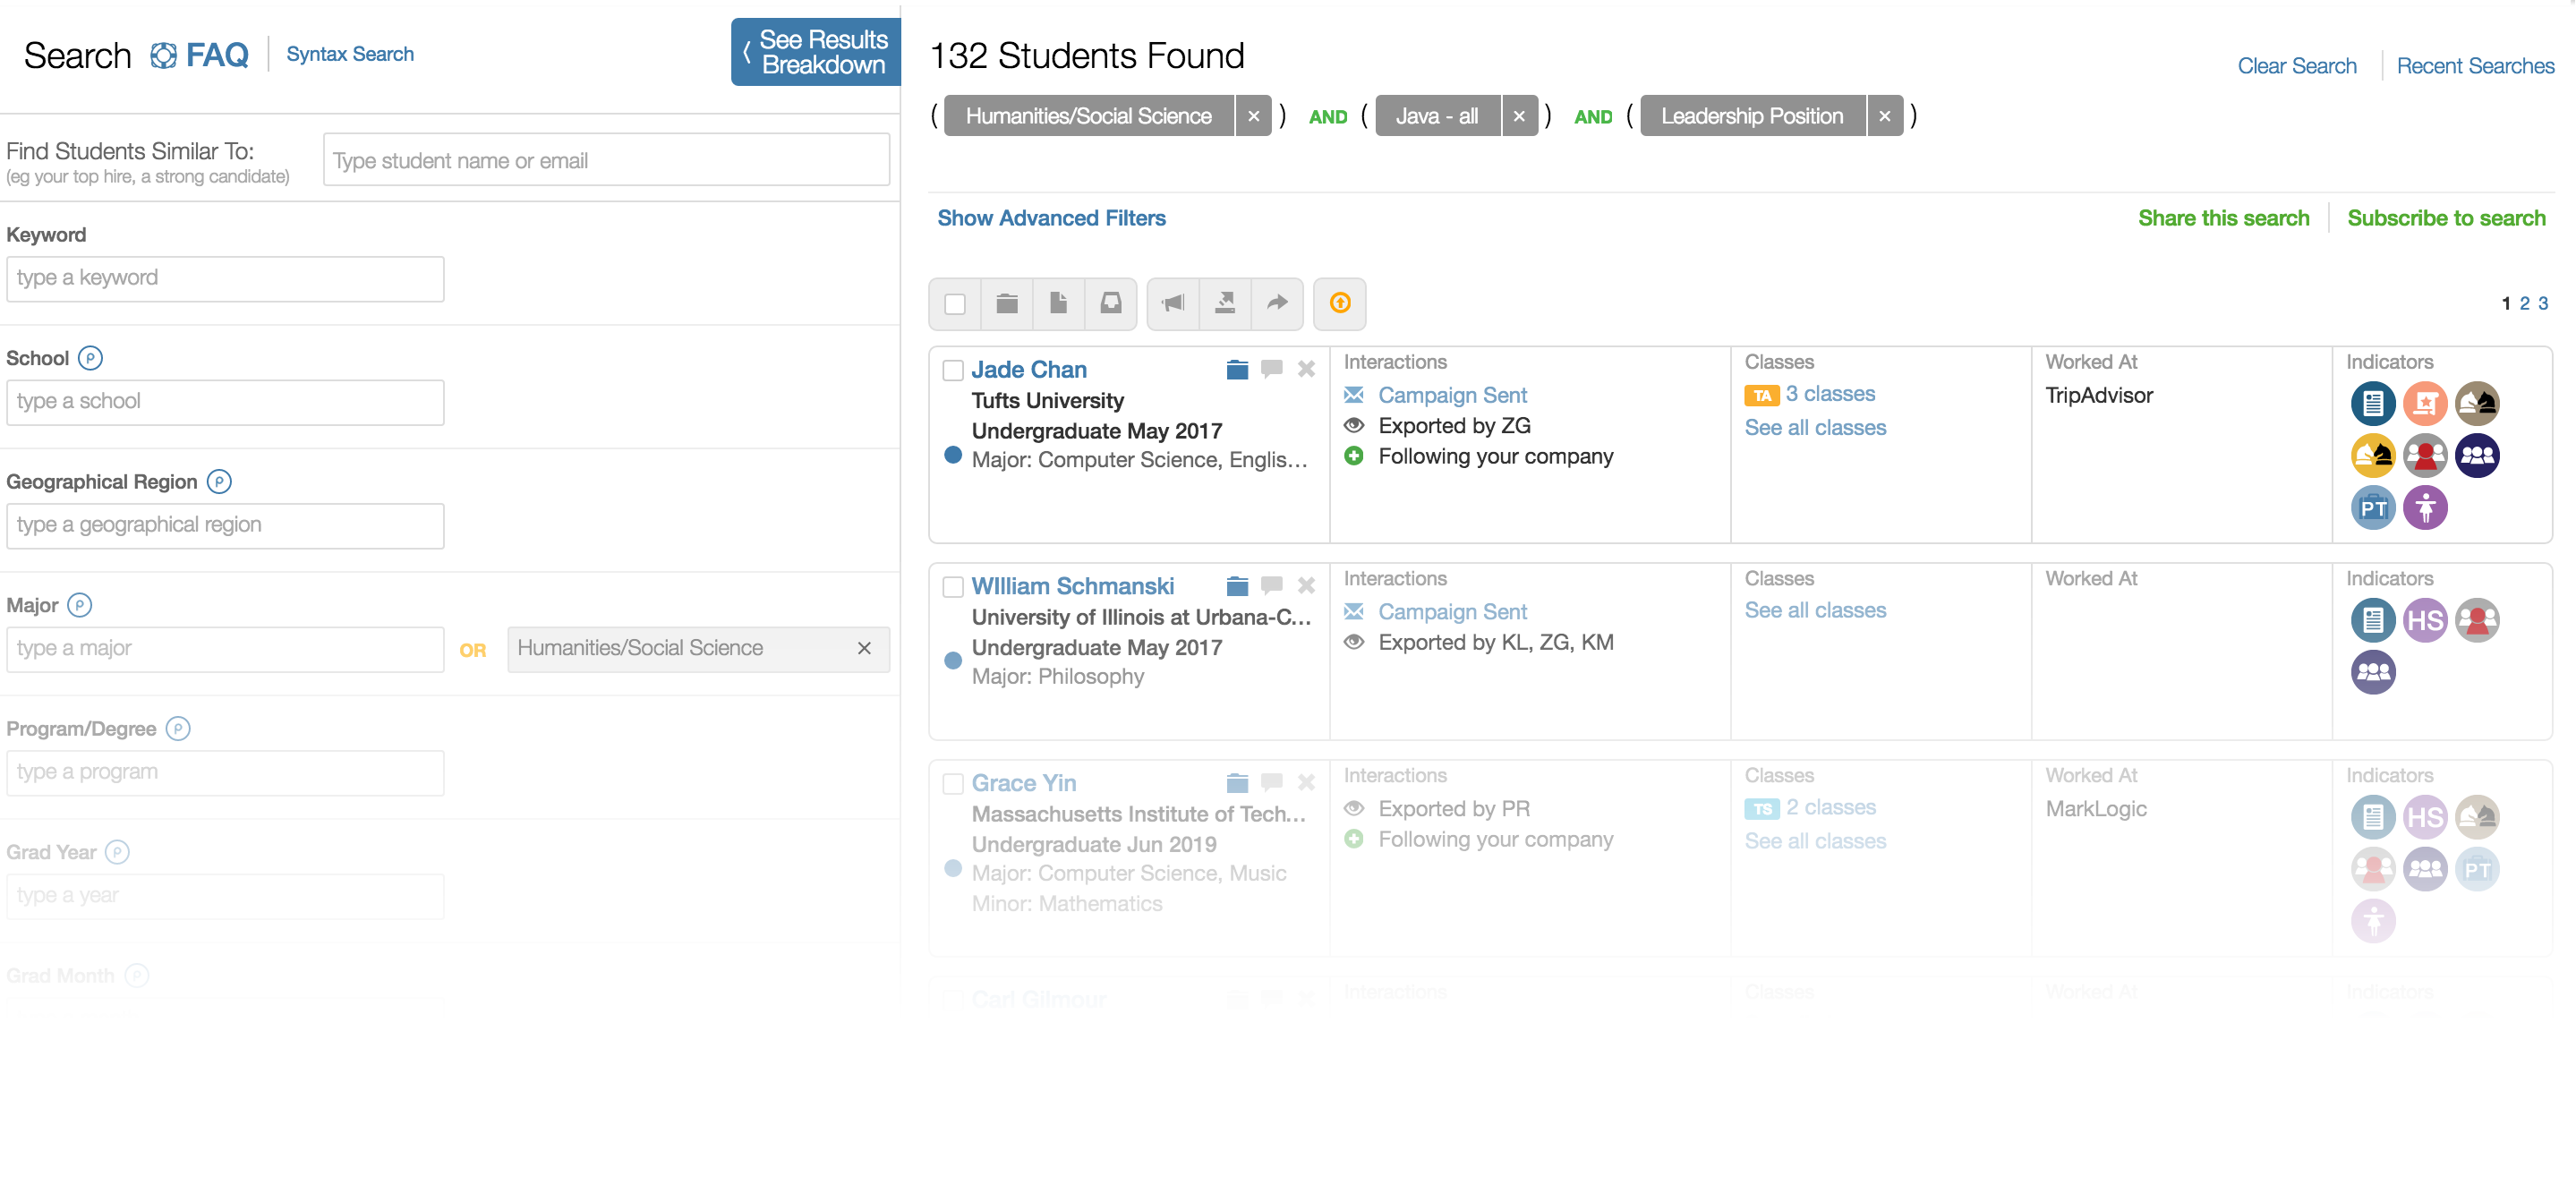 Search FAQ Syntax Search
See Results
Breakdown
Find Students Similar To:
(eg your top hire, a strong candidate)
Type student name or email
Keyword
type a keyword
School P
type a school
Geographical Region P
type a geographical region
Major P
type a major OR Humanities/Social Science ×
Program/Degree P
type a program
Grad Year P
type a year
Grad Month P
132 Students Found
Clear Search Recent Searches
( Humanities/Social Science × ) AND ( Java - all × ) AND ( Leadership Position × )
Show Advanced Filters
Share this search Subscribe to search
1 2 3
Jade Chan
Tufts University
Undergraduate May 2017
Major: Computer Science, Englis...
Interactions
Campaign Sent
Exported by ZG
Following your company
Classes
TA 3 classes
See all classes
Worked At
TripAdvisor
Indicators
PT
WIlliam Schmanski
University of Illinois at Urbana-C...
Undergraduate May 2017
Major: Philosophy
Interactions
Campaign Sent
Exported by KL, ZG, KM
Classes
See all classes
Worked At
Indicators
HS
Grace Yin
Massachusetts Institute of Tech...
Undergraduate Jun 2019
Major: Computer Science, Music
Minor: Mathematics
Interactions
Exported by PR
Following your company
Classes
TS 2 classes
See all classes
Worked At
MarkLogic
Indicators
HS
PT
Carl Gilmour
Interactions
Classes
Worked At
Indicators